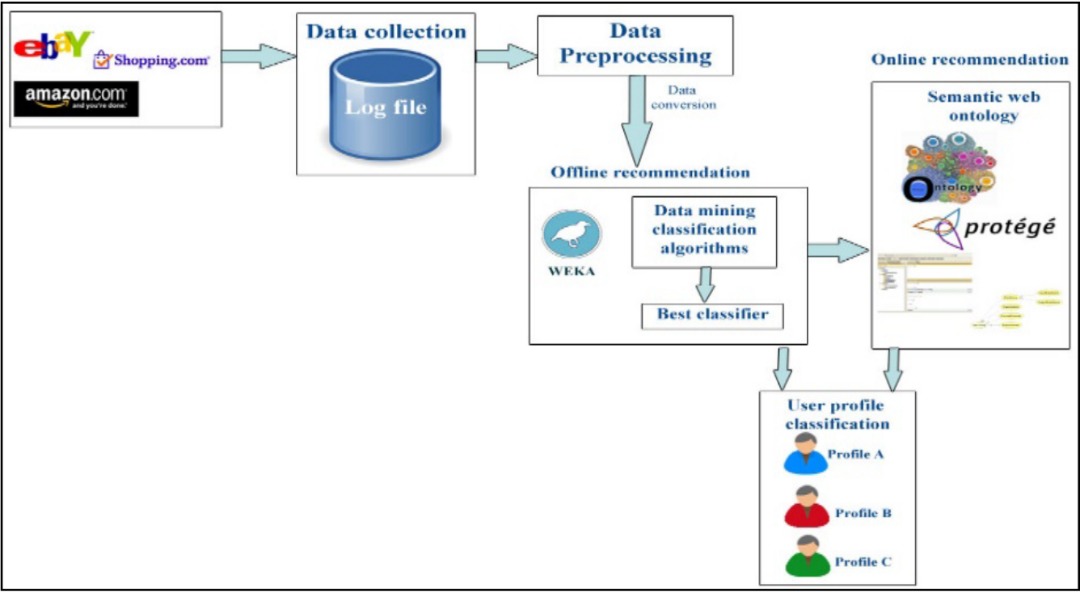 ebaY
Shopping.com
amazon.com
and you're done.
Data collection
Log file
Data
Preprocessing
Data
conversion
Offline recommendation
WEKA
Data mining
classification
algorithms
Best classifier
Online recommendation
Semantic web
ontology
Ontology
protégé
User profile
classification
Profile A
Profile B
Profile C